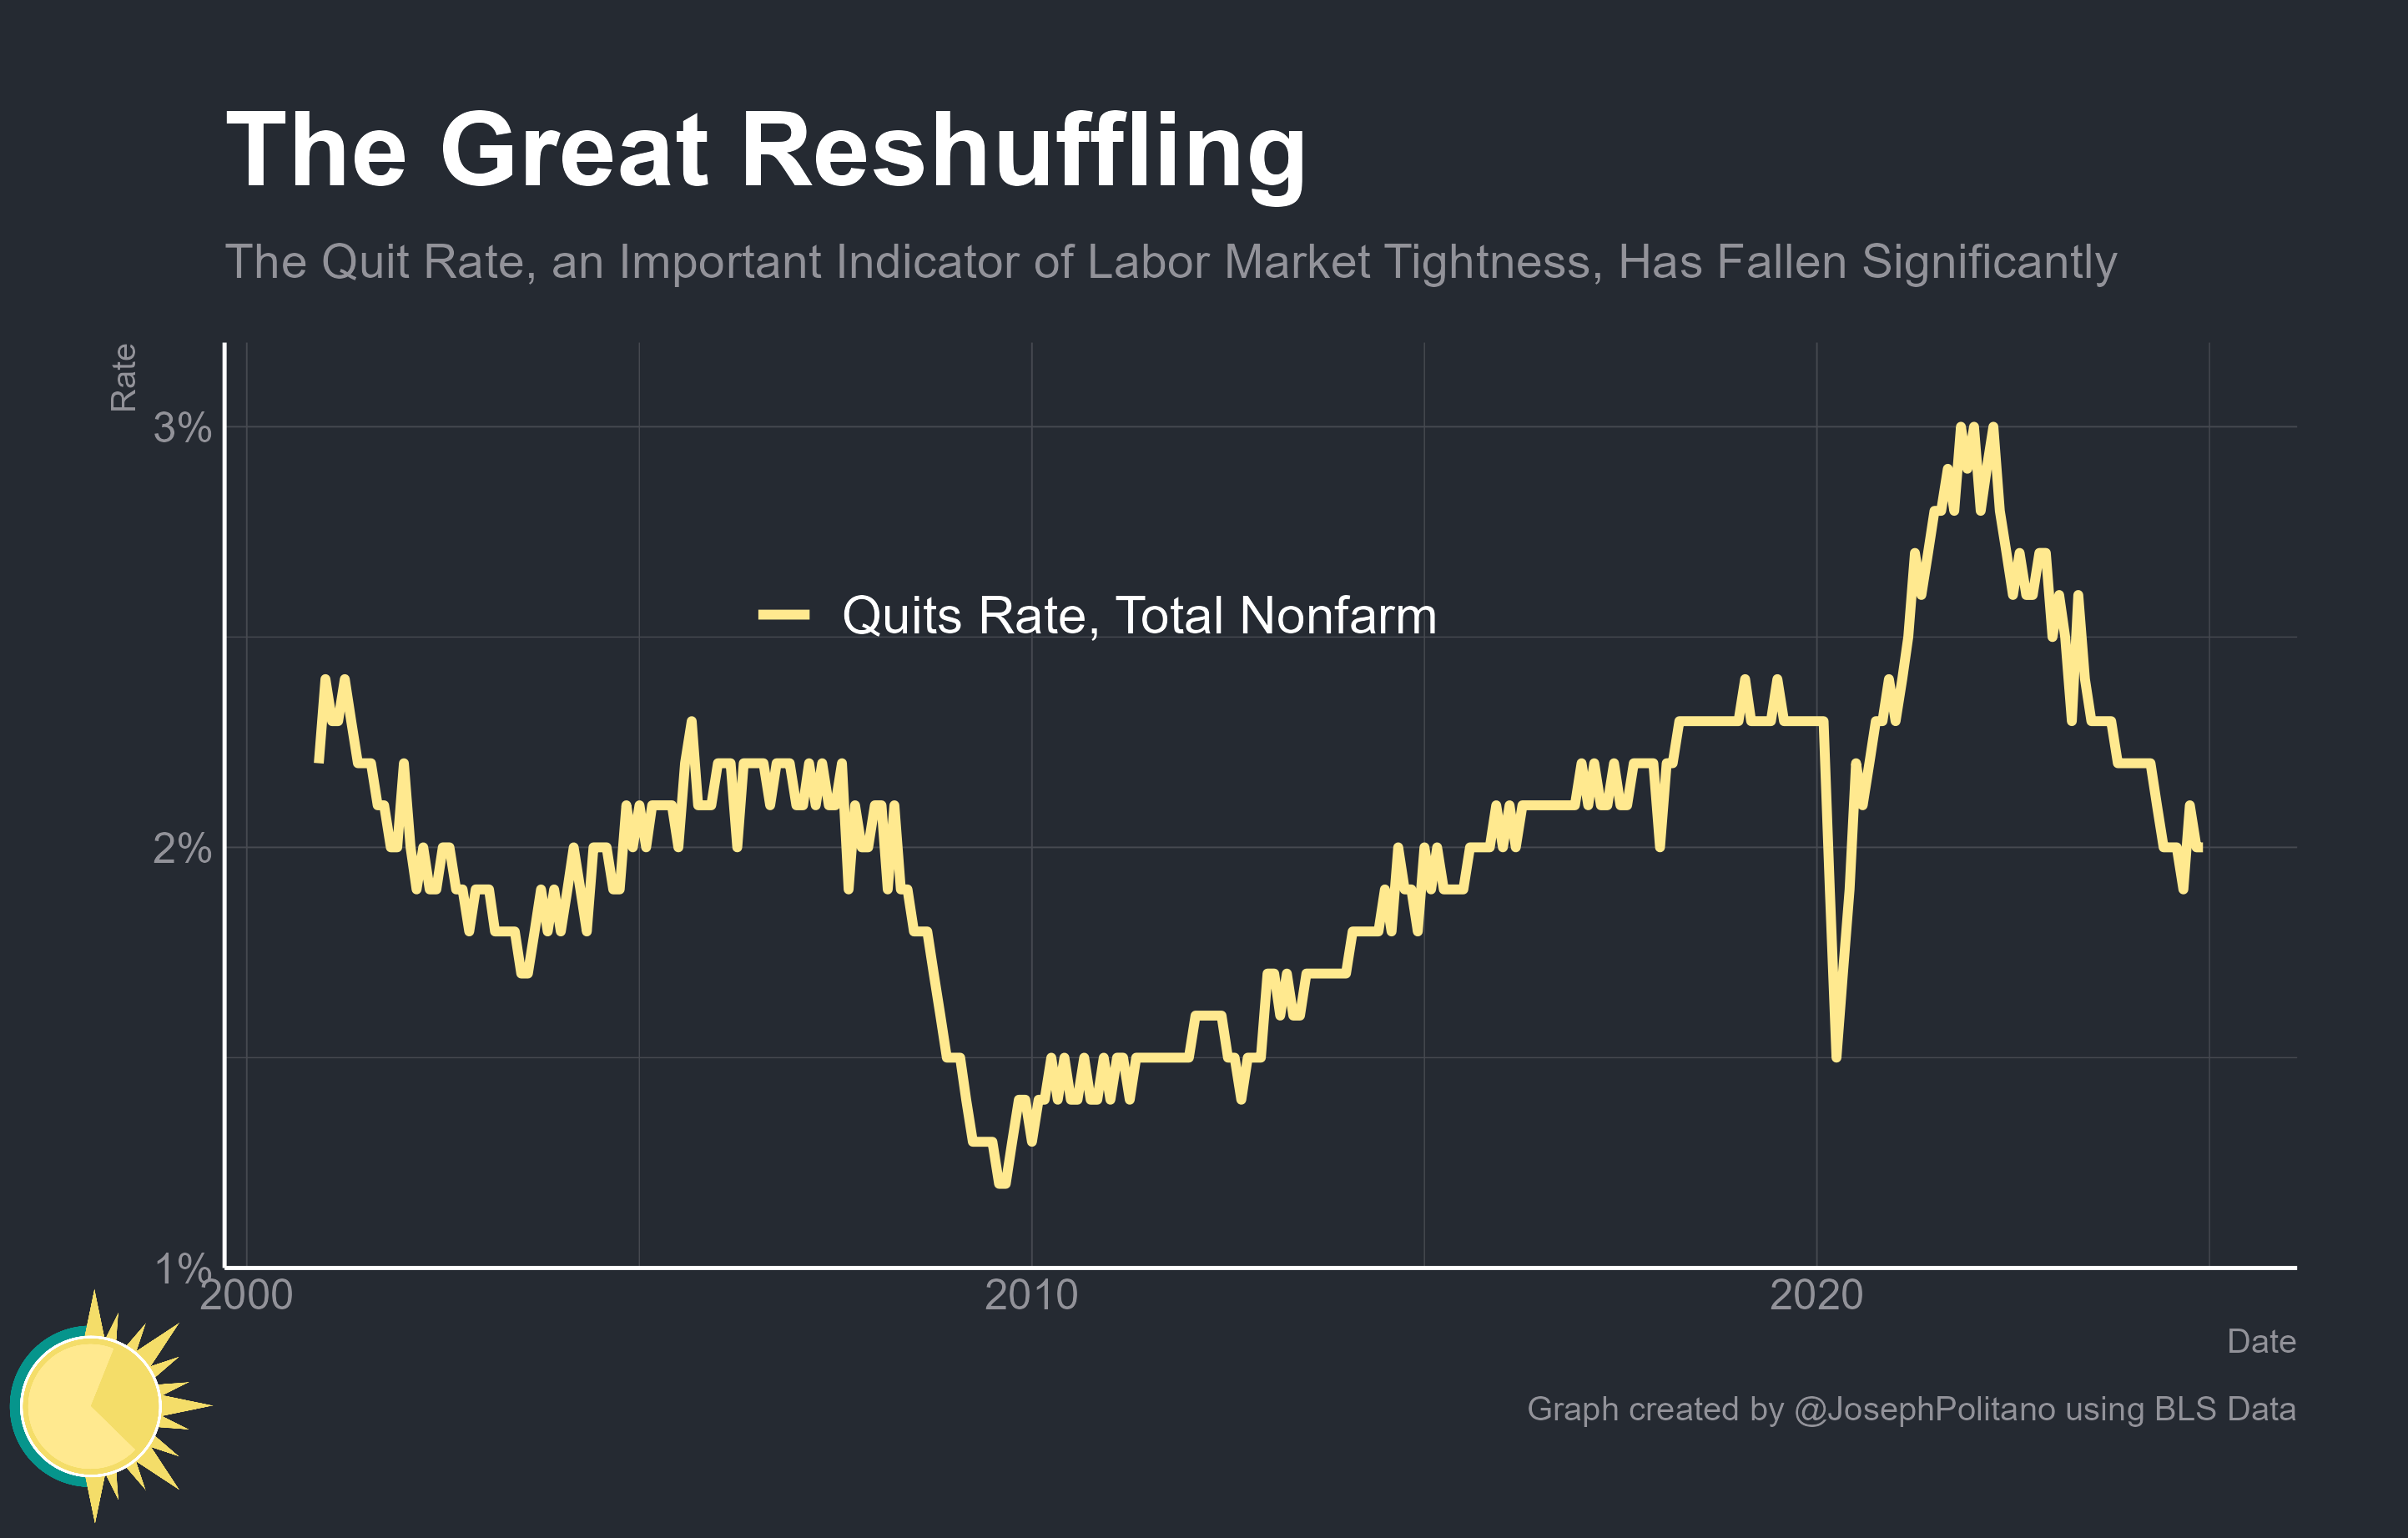 The Great Reshuffling
The Quit Rate, an Important Indicator of Labor Market Tightness, Has Fallen Significantly
Rate
3%
Quits Rate, Total Nonfarm
2%
1%
2000 2010 2020
Date
Graph created by @JosephPolitano using BLS Data